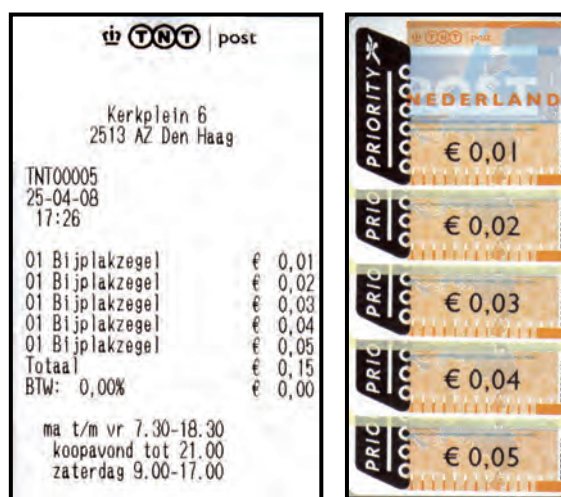 TNT post
Kerkplein 6
2513 AZ Den Haag
TNT00005
25-04-08
17:26
01 Bijplakzegel € 0,01
01 Bijplakzegel € 0,02
01 Bijplakzegel € 0,03
01 Bijplakzegel € 0,04
01 Bijplakzegel € 0,05
Totaal € 0,15
BTW: 0,00% € 0,00
ma t/m vr 7.30-18.30
koopavond tot 21.00
zaterdag 9.00-17.00
TNT post
PRIORITY
POST
NEDERLAND
€ 0,01
PRIO
€ 0,02
PRIO
€ 0,03
PRIO
€ 0,04
PRIO
€ 0,05